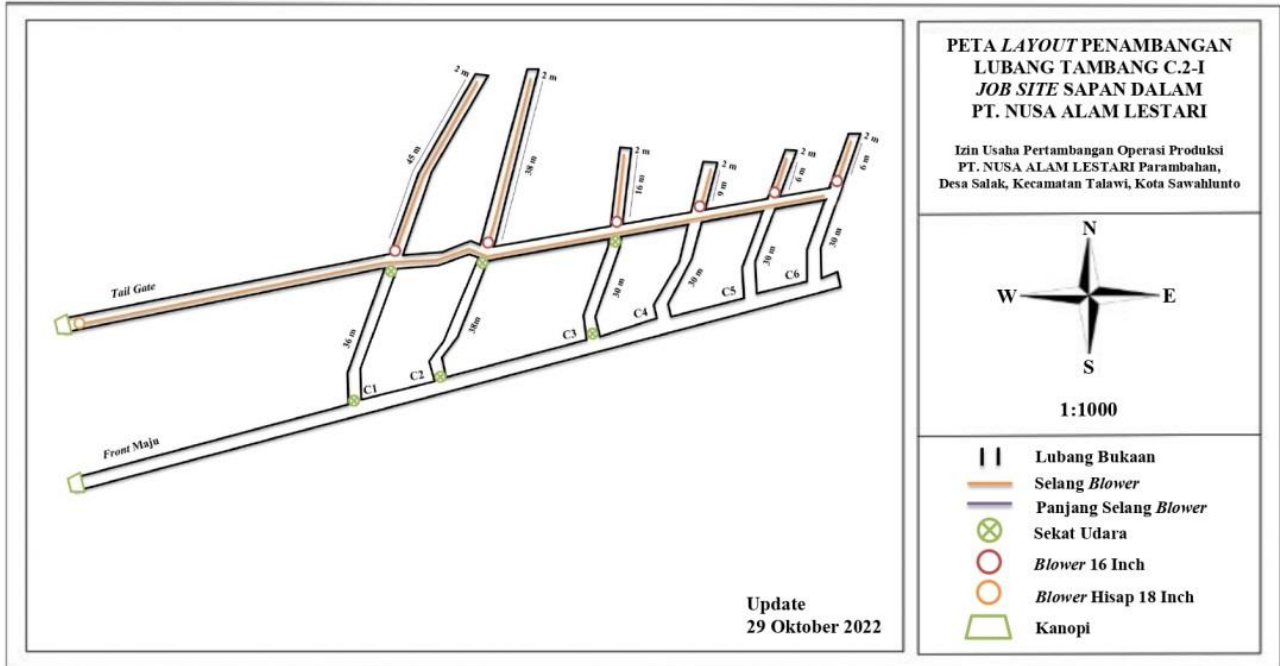 PETA LAYOUT PENAMBANGAN
LUBANG TAMBANG C.2-I
JOB SITE SAPAN DALAM
PT. NUSA ALAM LESTARI
Izin Usaha Pertambangan Operasi Produksi
PT. NUSA ALAM LESTARI Parambahan,
Desa Salak, Kecamatan Talawi, Kota Sawahlunto
N
W
E
S
1:1000
Lubang Bukaan
Selang Blower
Panjang Selang Blower
Sekat Udara
Blower 16 Inch
Blower Hisap 18 Inch
Kanopi
2 m
45 m
2 m
38 m
2 m
16 m
2 m
9 m
2 m
6 m
2 m
6 m
Tail Gate
36 m
38m
30 m
30 m
30 m
30 m
C1
C2
C3
C4
C5
C6
Front Maju
Update
29 Oktober 2022